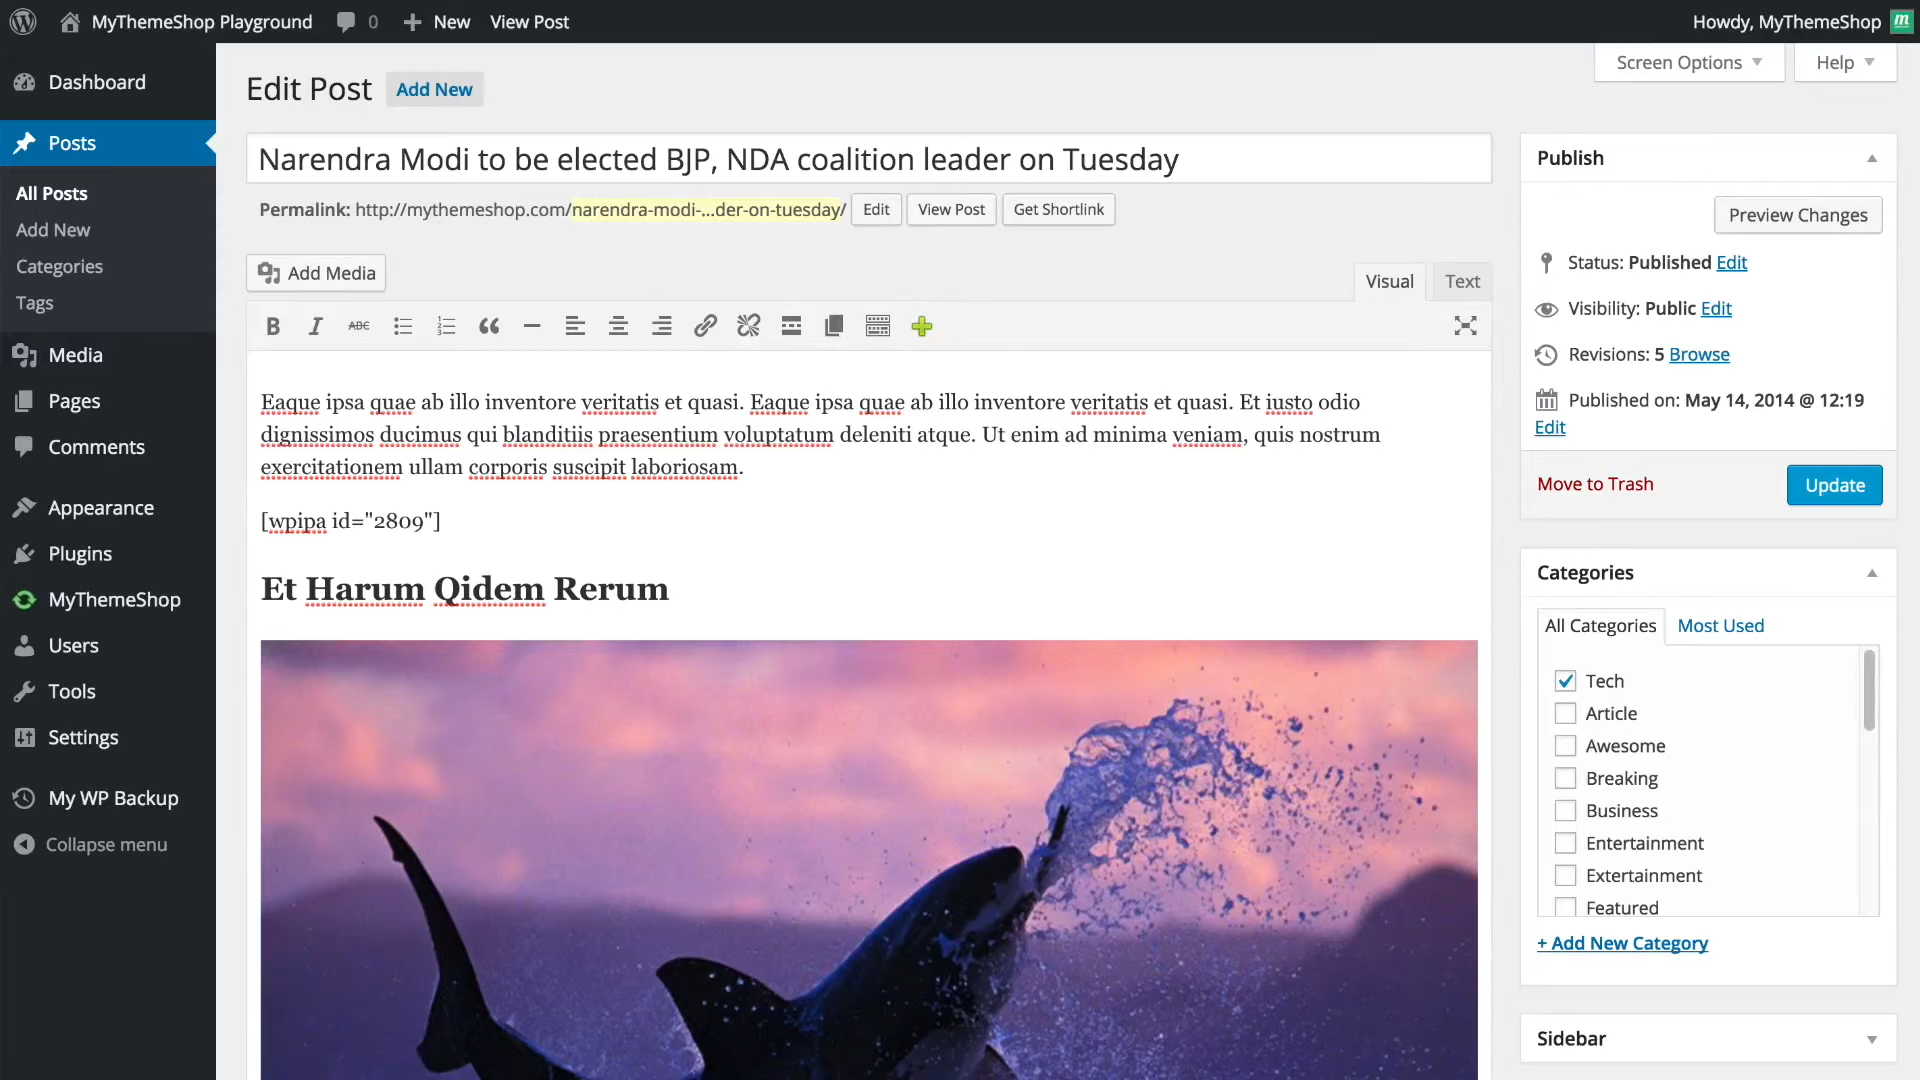 MyThemeShop Playground 0 New View Post Howdy, MyThemeShop
Dashboard
Posts
All Posts
Add New
Categories
Tags
Media
Pages
Comments
Appearance
Plugins
MyThemeShop
Users
Tools
Settings
My WP Backup
Collapse menu
Screen Options Help
Edit Post Add New
Narendra Modi to be elected BJP, NDA coalition leader on Tuesday
Permalink: http://mythemeshop.com/narendra-modi-...der-on-tuesday/ Edit View Post Get Shortlink
Add Media Visual Text
B I ABC
Eaque ipsa quae ab illo inventore veritatis et quasi. Eaque ipsa quae ab illo inventore veritatis et quasi. Et iusto odio
dignissimos ducimus qui blanditiis praesentium voluptatum deleniti atque. Ut enim ad minima veniam, quis nostrum
exercitationem ullam corporis suscipit laboriosam.
[wpipa id="2809"]
Et Harum Qidem Rerum
Publish
Preview Changes
Status: Published Edit
Visibility: Public Edit
Revisions: 5 Browse
Published on: May 14, 2014 @ 12:19
Edit
Move to Trash Update
Categories
All Categories Most Used
Tech
Article
Awesome
Breaking
Business
Entertainment
Extertainment
Featured
+ Add New Category
Sidebar